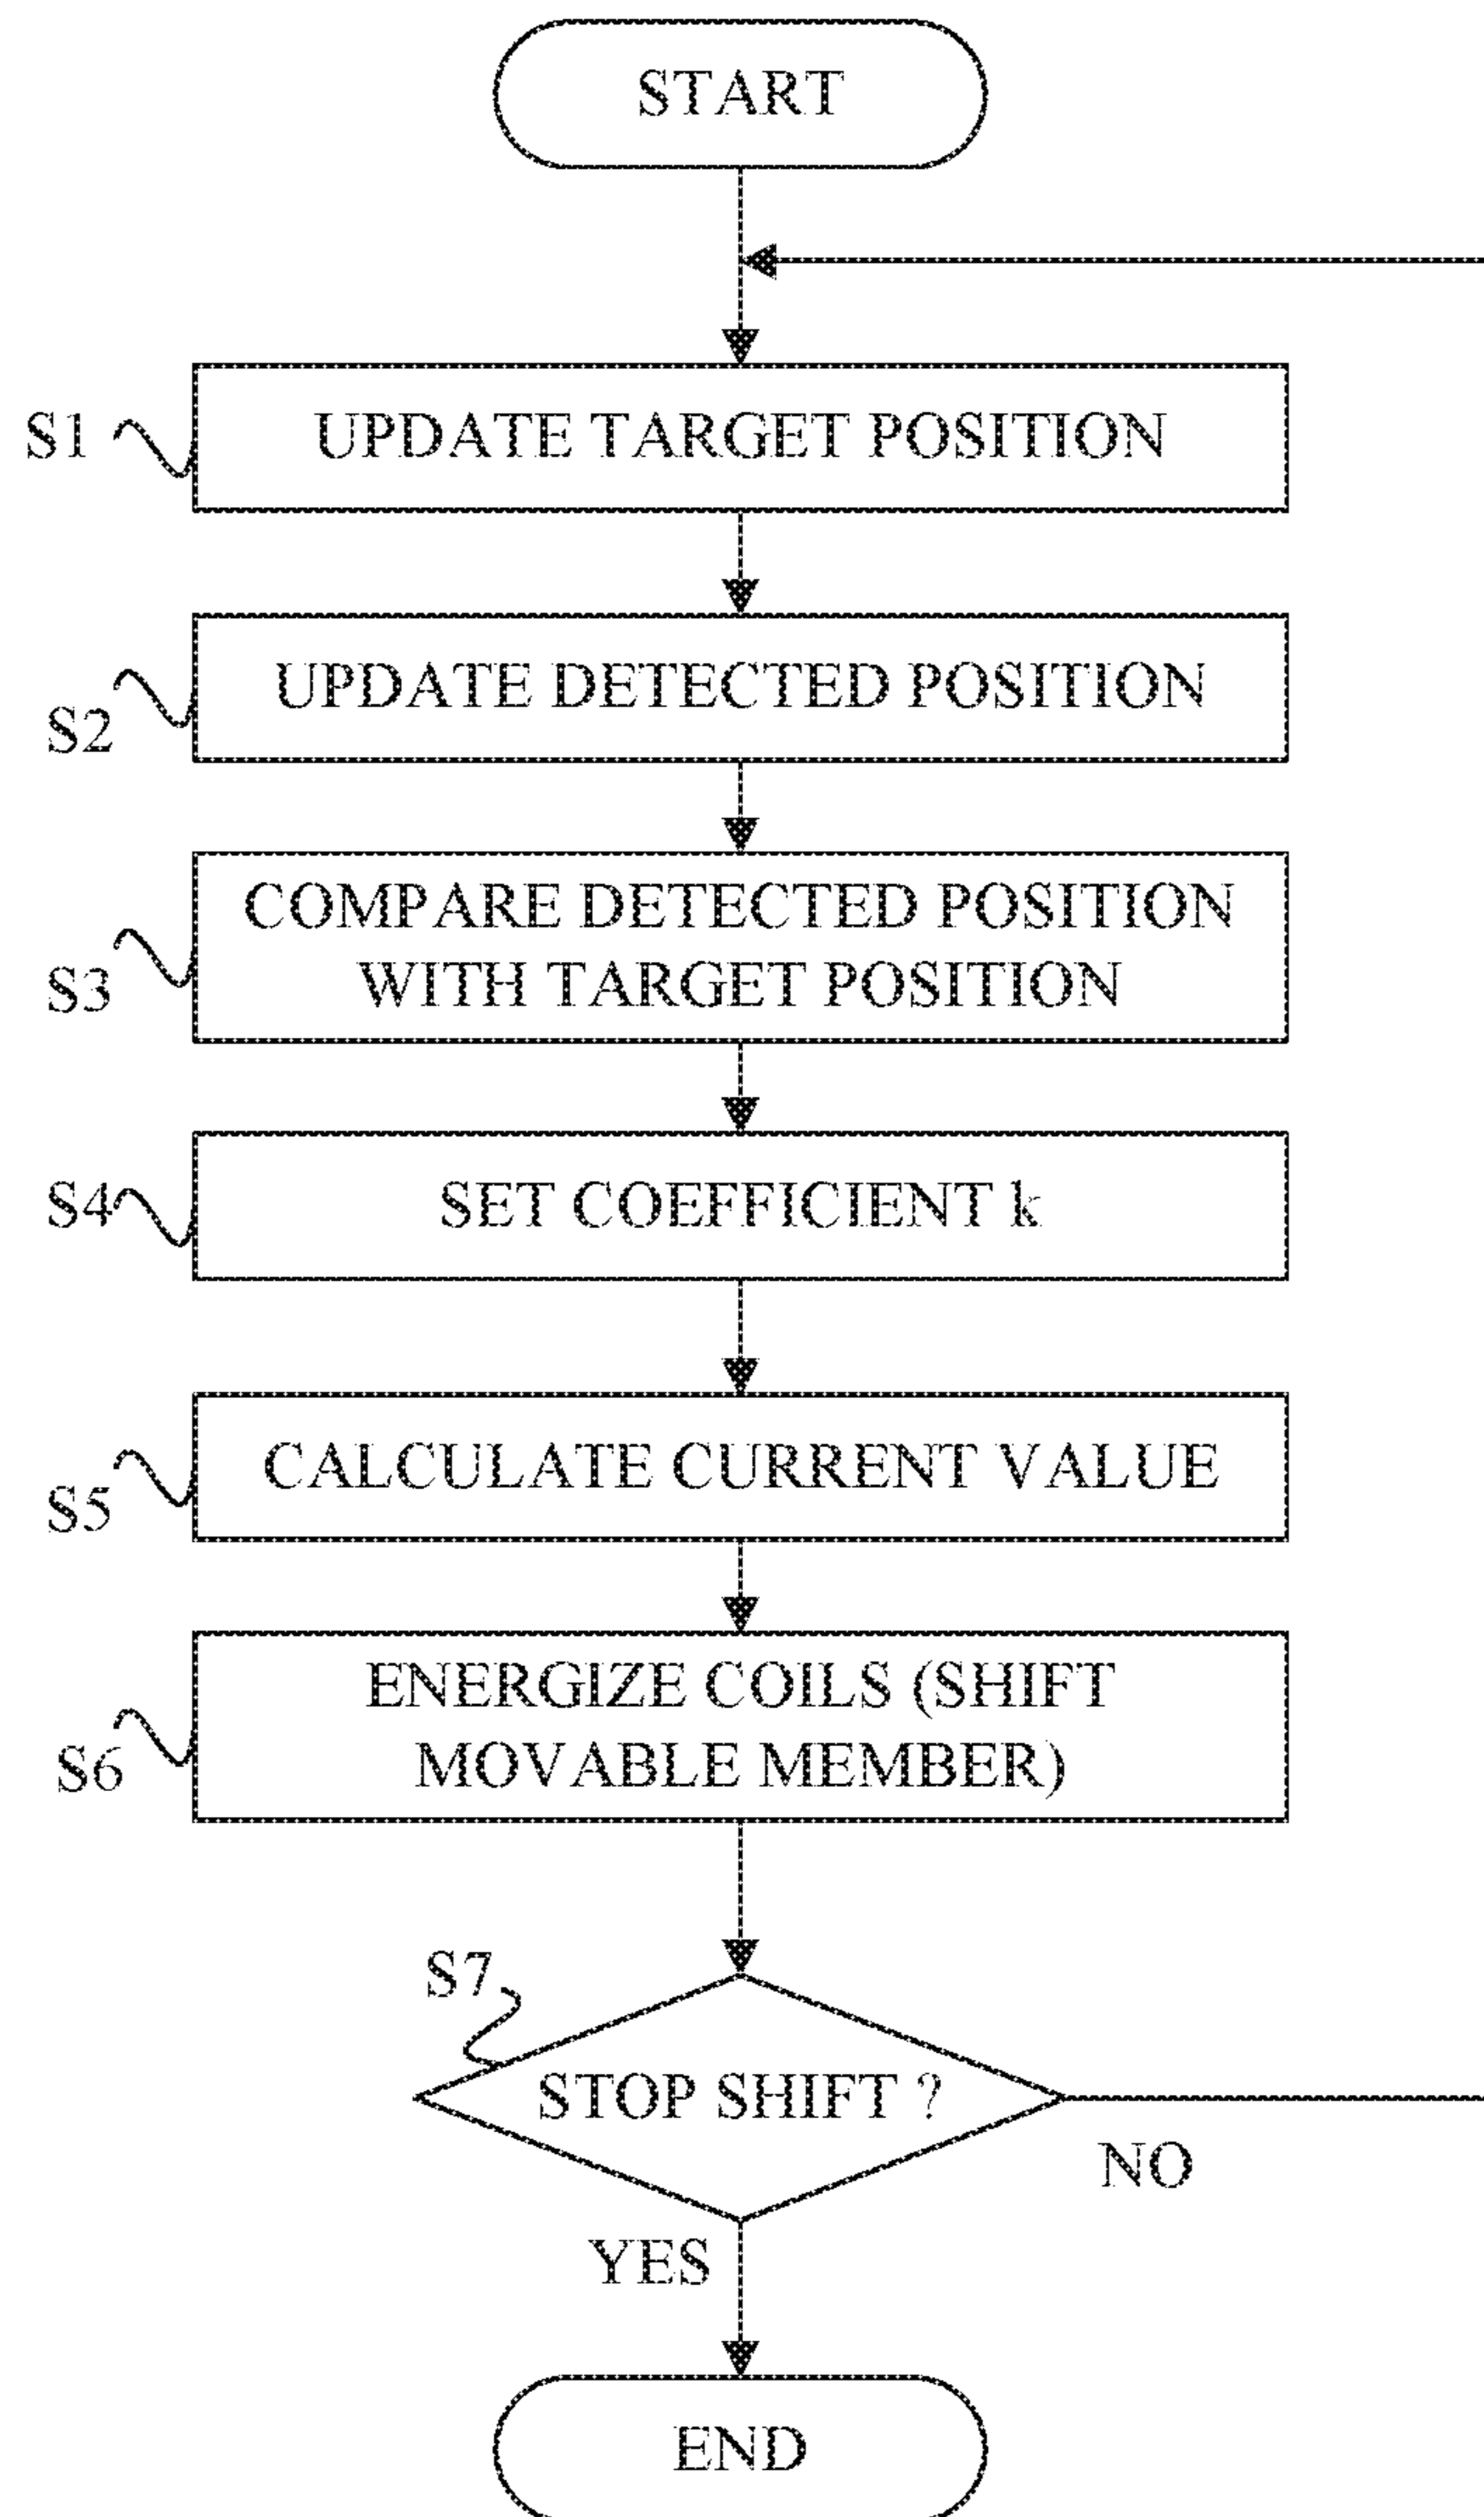 START
S1
UPDATE TARGET POSITION
S2
UPDATE DETECTED POSITION
S3
COMPARE DETECTED POSITION
WITH TARGET POSITION
S4
SET COEFFICIENT k
S5
CALCULATE CURRENT VALUE
S6
ENERGIZE COILS (SHIFT
MOVABLE MEMBER)
S7
STOP SHIFT ?
NO
YES
END